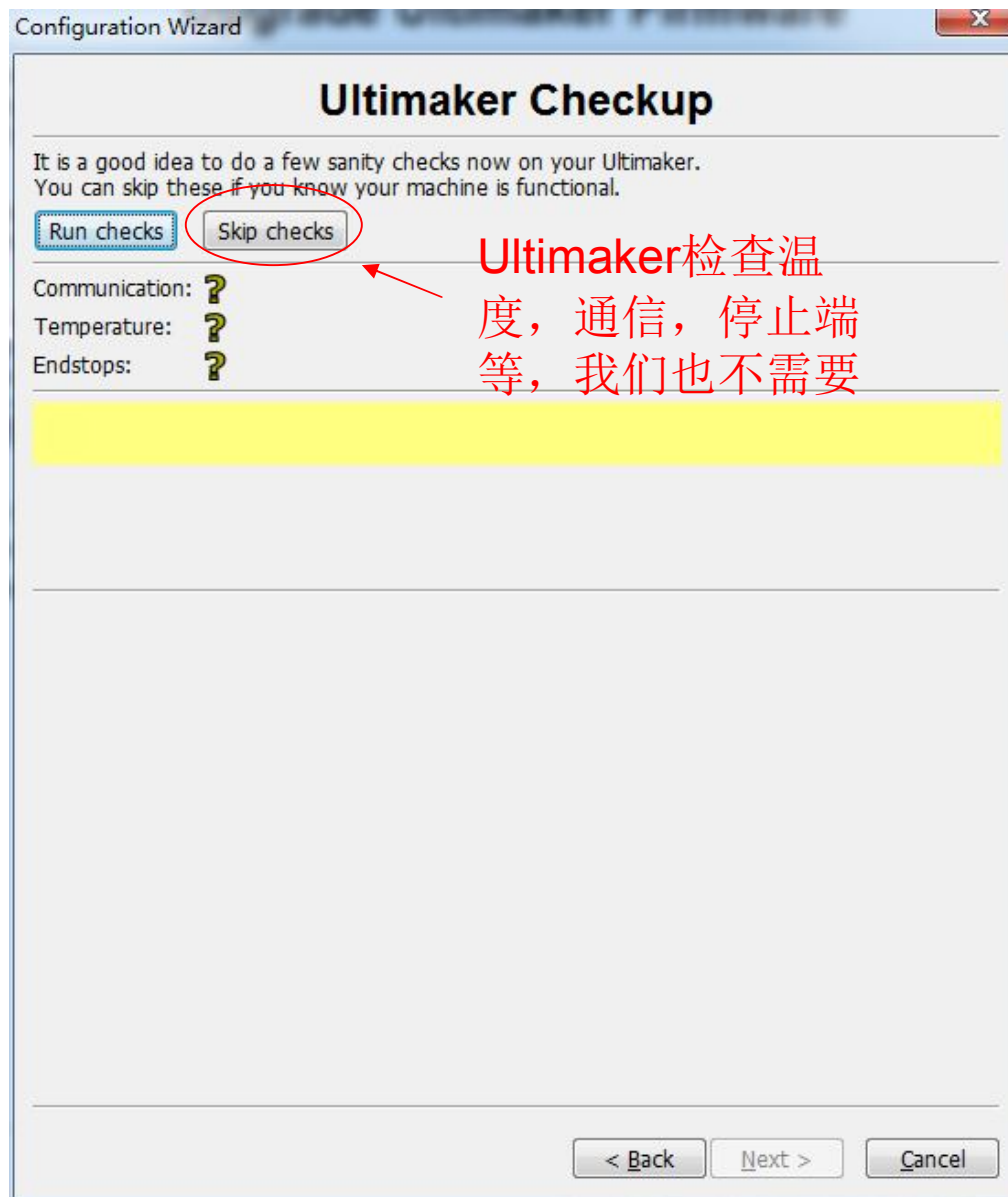 Upgrade Ultimaker Firmware
Configuration Wizard
X
Ultimaker Checkup
It is a good idea to do a few sanity checks now on your Ultimaker.
You can skip these if you know your machine is functional.
Run checks
Skip checks
Ultimaker检查温
度，通信，停止端
等，我们也不需要
Communication: ?
Temperature: ?
Endstops: ?
< Back
Next >
Cancel